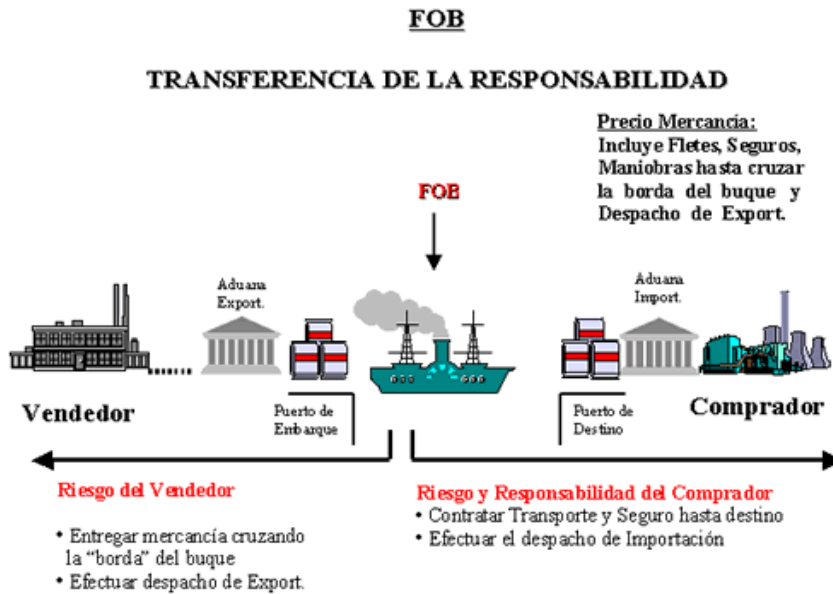 FOB
TRANSFERENCIA DE LA RESPONSABILIDAD
Precio Mercancía:
Incluye Fletes, Seguros,
Maniobras hasta cruzar
la borda del buque y
Despacho de Export.
FOB
Aduana
Export.
Aduana
Import.
Vendedor
Puerto de
Embarque
Puerto de
Destino
Comprador
Riesgo del Vendedor
• Entregar mercancía cruzando
la "borda" del buque
• Efectuar despacho de Export.
Riesgo y Responsabilidad del Comprador
• Contratar Transporte y Seguro hasta destino
• Efectuar el despacho de Importación